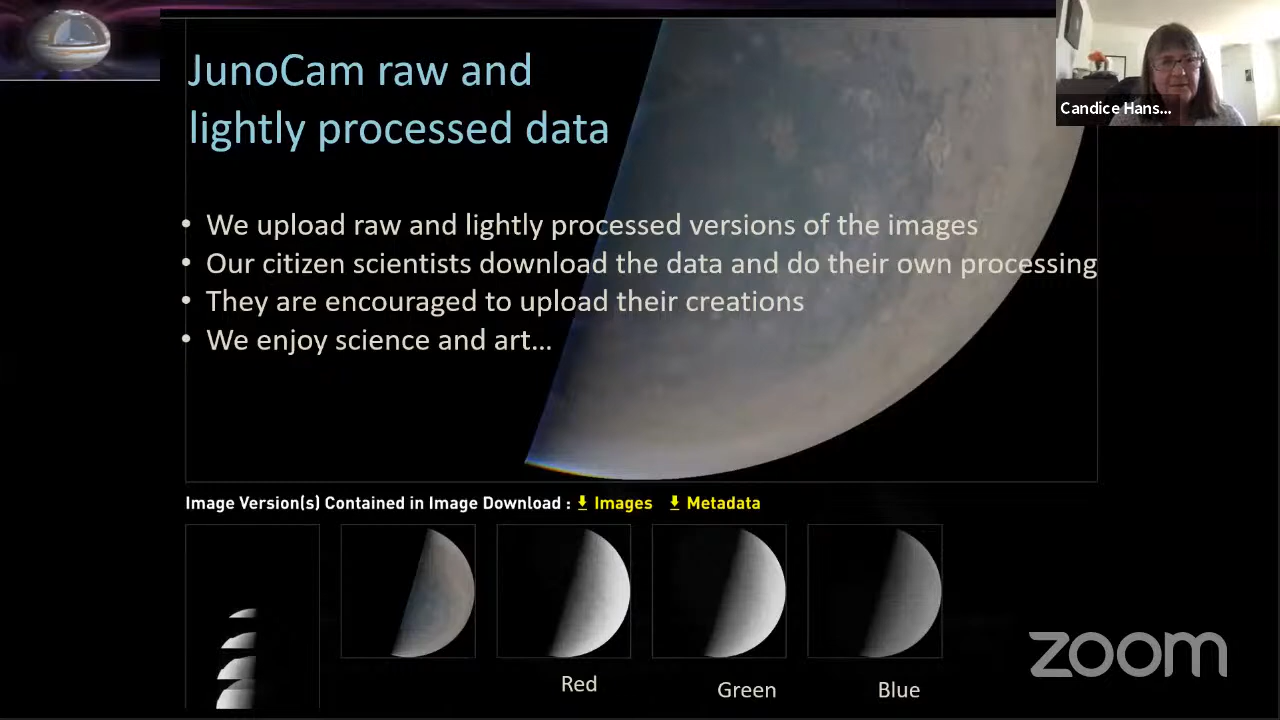 JunoCam raw and
lightly processed data
Candice Hans...
• We upload raw and lightly processed versions of the images
• Our citizen scientists download the data and do their own processing
• They are encouraged to upload their creations
• We enjoy science and art...
Image Version(s) Contained in Image Download : Images Metadata
Red
Green
Blue
zoom